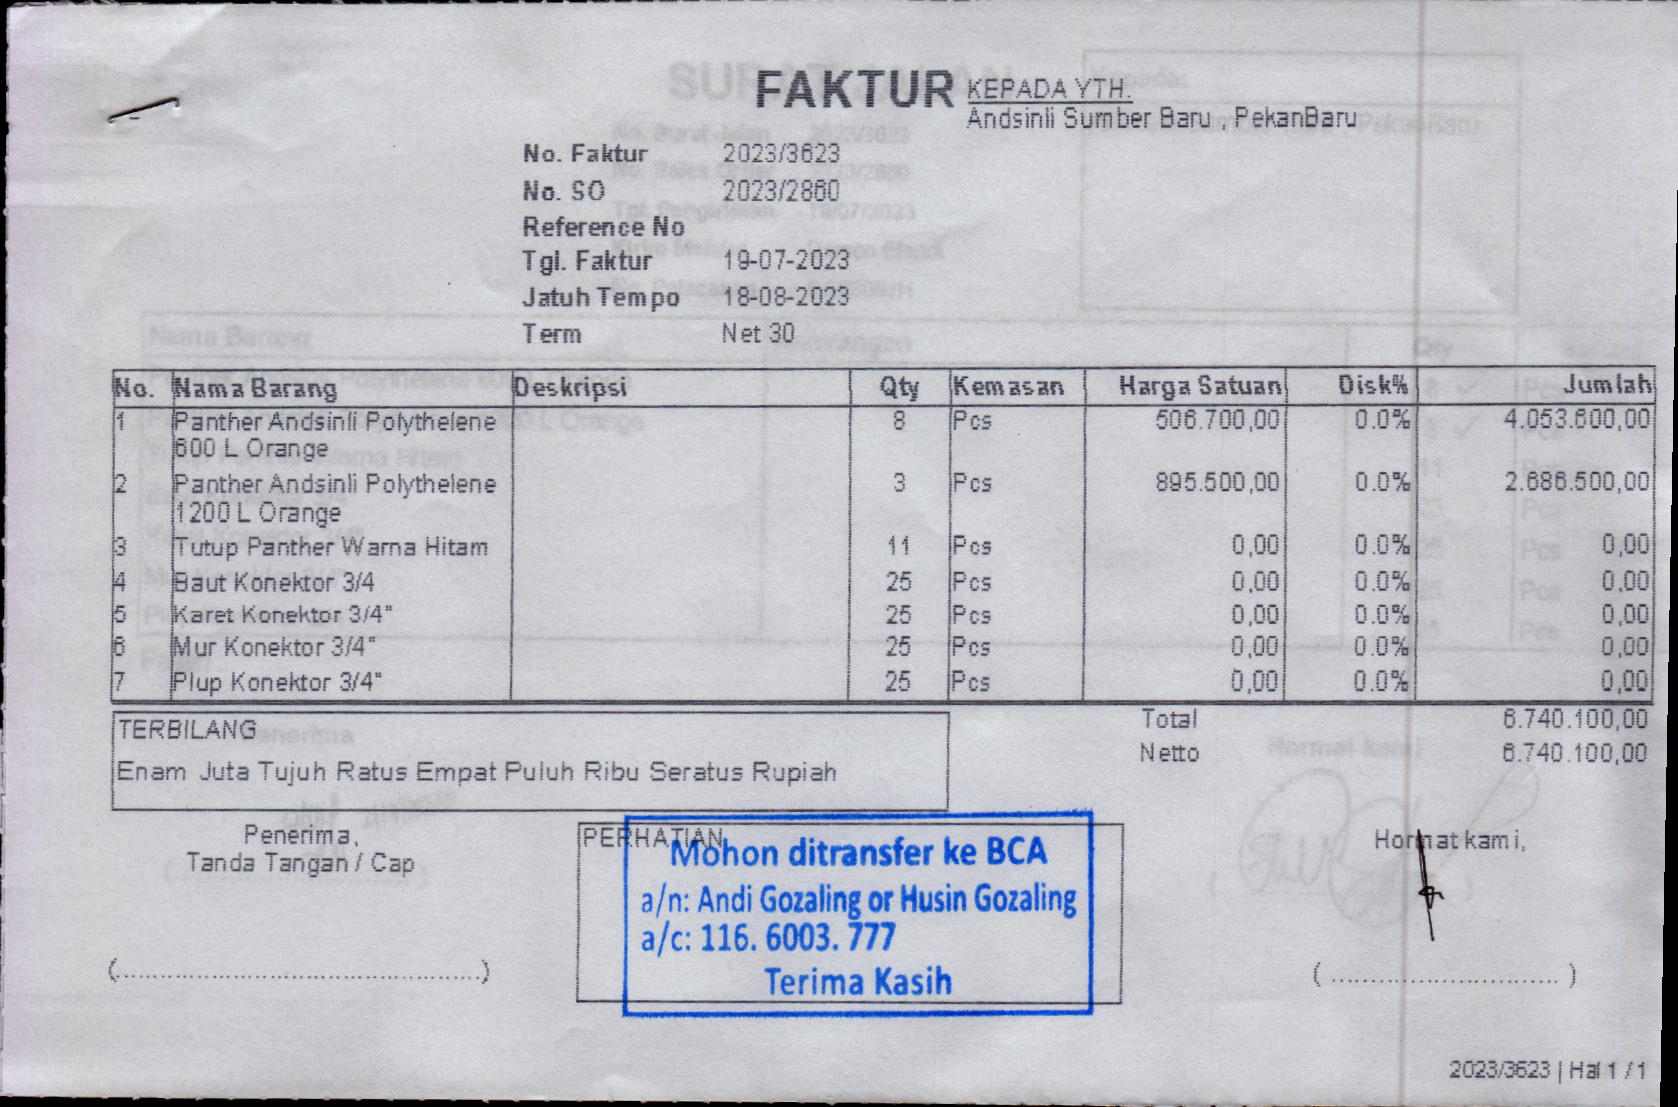 FAKTUR
KEPADA YTH.
Andsinli Sumber Baru , PekanBaru
No. Faktur 2023/3623
No. SO 2023/2860
Reference No
Tgl. Faktur 19-07-2023
Jatuh Tempo 18-08-2023
Term Net 30
No. Nama Barang Deskripsi Qty Kemasan Harga Satuan Disk% Jumlah
1 Panther Andsinli Polythelene 8 Pcs 506.700,00 0.0% 4.053.600,00
600 L Orange
2 Panther Andsinli Polythelene 3 Pcs 895.500,00 0.0% 2.686.500,00
1200 L Orange
3 Tutup Panther Warna Hitam 11 Pcs 0,00 0.0% 0,00
4 Baut Konektor 3/4 25 Pcs 0,00 0.0% 0,00
5 Karet Konektor 3/4" 25 Pcs 0,00 0.0% 0,00
6 Mur Konektor 3/4" 25 Pcs 0,00 0.0% 0,00
7 Plup Konektor 3/4" 25 Pcs 0,00 0.0% 0,00
Total 6.740.100,00
Netto 6.740.100,00
TERBILANG
Enam Juta Tujuh Ratus Empat Puluh Ribu Seratus Rupiah
Penerima,
Tanda Tangan / Cap
(..............................................)
PERHATIAN
Mohon ditransfer ke BCA
a/n: Andi Gozaling or Husin Gozaling
a/c: 116. 6003. 777
Terima Kasih
Hormat kami,
( ............................. )
2023/3623 | Hal 1 / 1